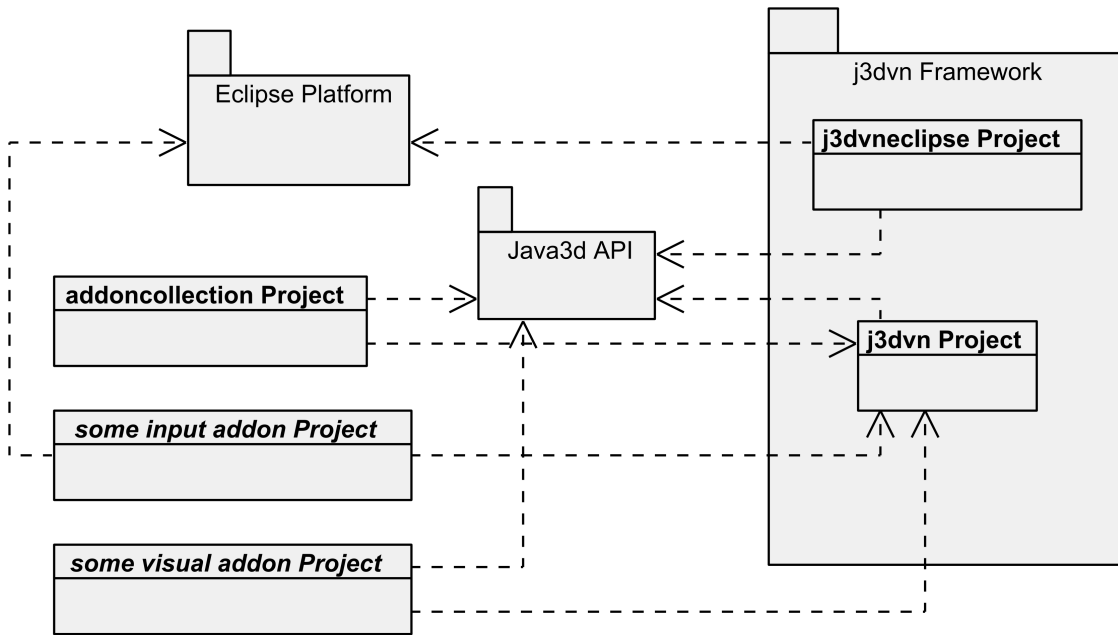 j3dvn Framework
Eclipse Platform
j3dvneclipse Project
Java3d API
addoncollection Project
j3dvn Project
some input addon Project
some visual addon Project